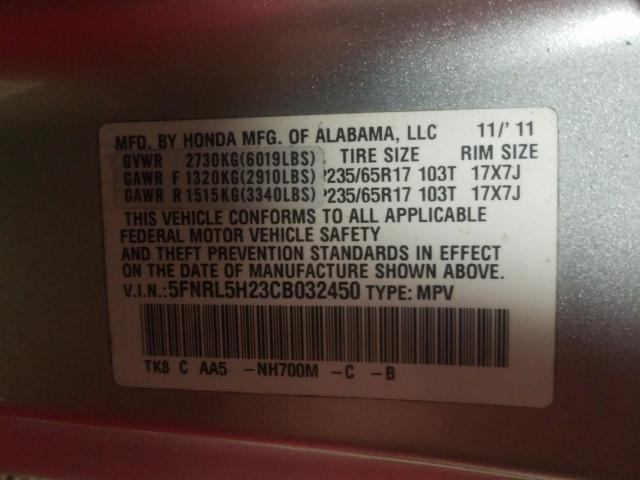 MFD. BY HONDA MFG. OF ALABAMA, LLC 11/'11
GVWR 2730KG(6019LBS) TIRE SIZE RIM SIZE
GAWR F 1320KG(2910LBS) P235/65R17 103T 17X7J
GAWR R 1515KG(3340LBS) P235/65R17 103T 17X7J
THIS VEHICLE CONFORMS TO ALL APPLICABLE
FEDERAL MOTOR VEHICLE SAFETY
AND THEFT PREVENTION STANDARDS IN EFFECT
ON THE DATE OF MANUFACTURE SHOWN ABOVE.
V.I.N.:5FNRL5H23CB032450 TYPE: MPV
TK8 C AA5 -NH700M -C -B